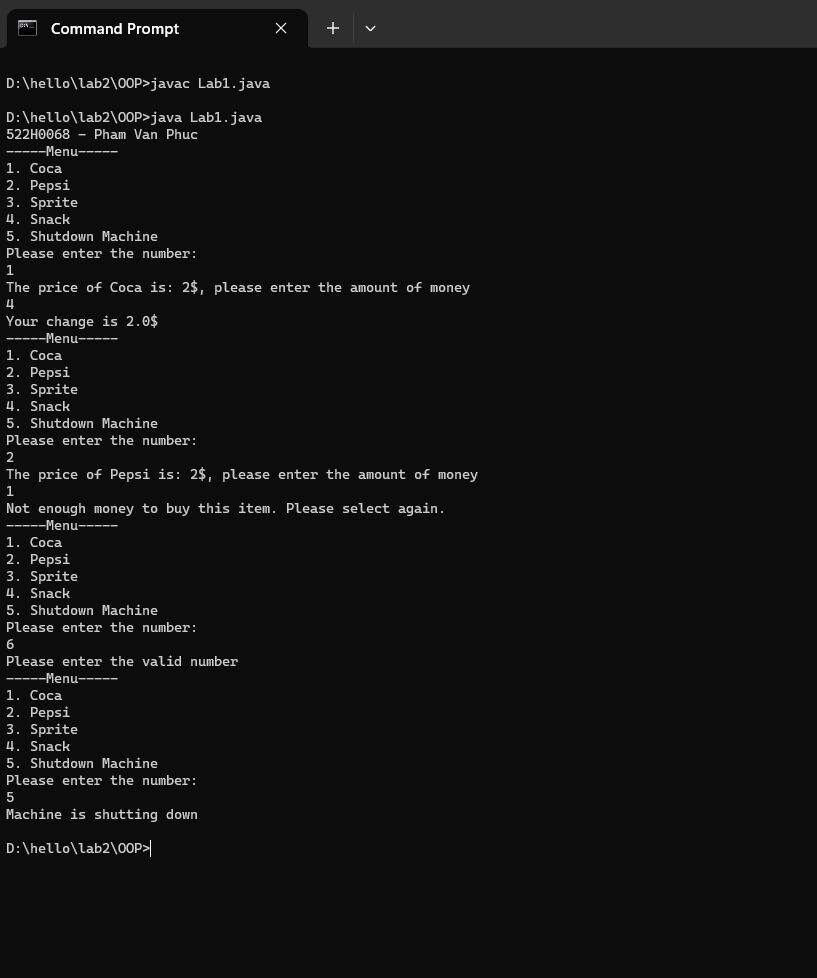 Command Prompt
D:\hello\lab2\OOP>javac Lab1.java
D:\hello\lab2\OOP>java Lab1.java
522H0068 - Pham Van Phuc
-----Menu-----
1. Coca
2. Pepsi
3. Sprite
4. Snack
5. Shutdown Machine
Please enter the number:
1
The price of Coca is: 2$, please enter the amount of money
4
Your change is 2.0$
-----Menu-----
1. Coca
2. Pepsi
3. Sprite
4. Snack
5. Shutdown Machine
Please enter the number:
2
The price of Pepsi is: 2$, please enter the amount of money
1
Not enough money to buy this item. Please select again.
-----Menu-----
1. Coca
2. Pepsi
3. Sprite
4. Snack
5. Shutdown Machine
Please enter the number:
6
Please enter the valid number
-----Menu-----
1. Coca
2. Pepsi
3. Sprite
4. Snack
5. Shutdown Machine
Please enter the number:
5
Machine is shutting down
D:\hello\lab2\OOP>